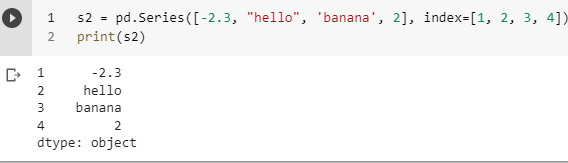 1 s2 = pd.Series([-2.3, "hello", 'banana', 2], index=[1, 2, 3, 4])
2 print(s2)
1 -2.3
2 hello
3 banana
4 2
dtype: object